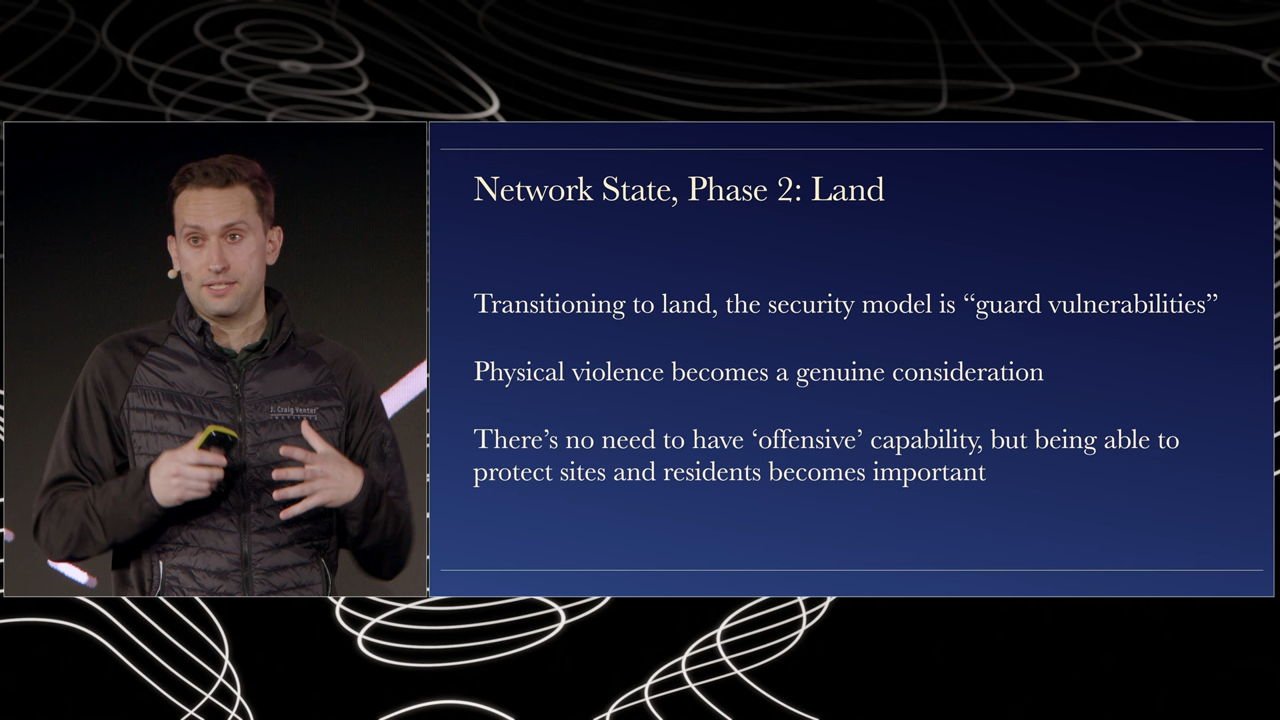 J. Craig Venter
INSTITUTE
Network State, Phase 2: Land
Transitioning to land, the security model is “guard vulnerabilities”
Physical violence becomes a genuine consideration
There’s no need to have ‘offensive’ capability, but being able to
protect sites and residents becomes important